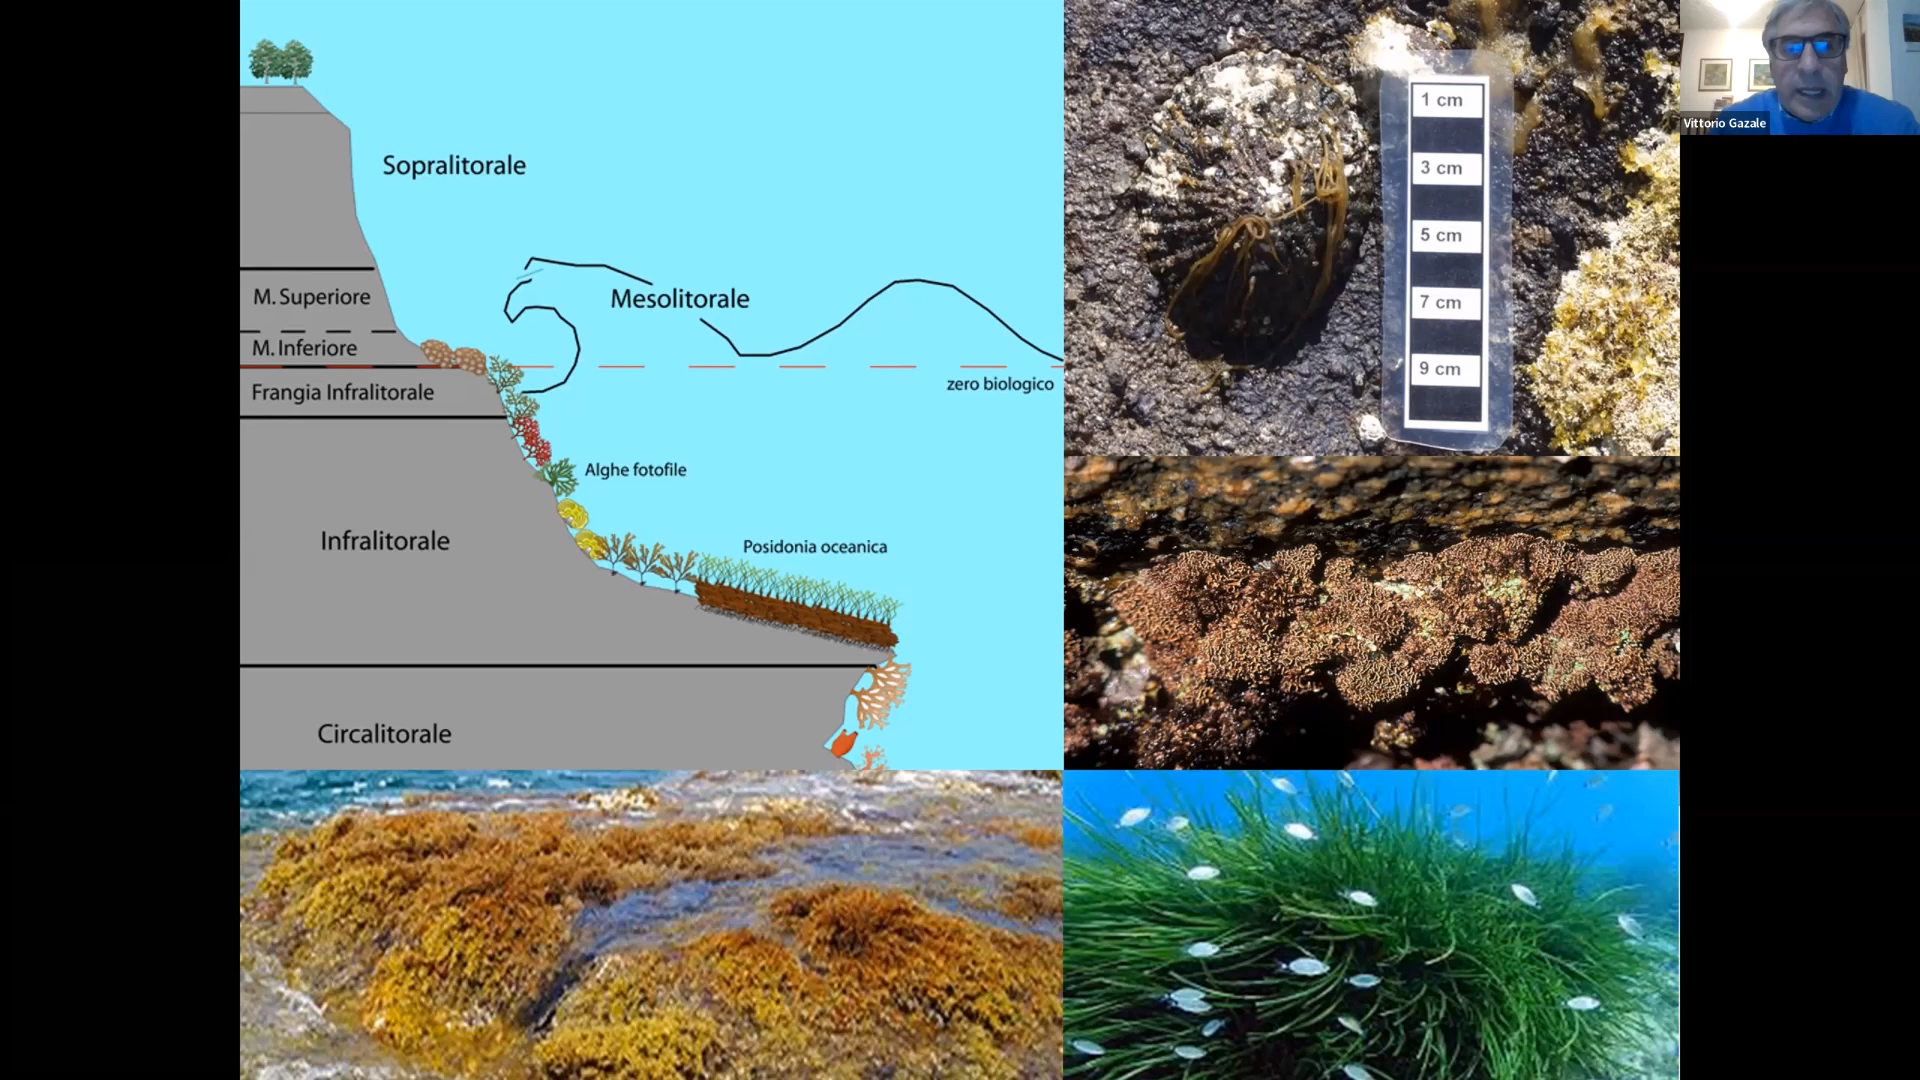 Sopralitorale
M. Superiore
Mesolitorale
M. Inferiore
zero biologico
Frangia Infralitorale
Alghe fotofile
Infralitorale
Posidonia oceanica
Circalitorale
1 cm
3 cm
5 cm
7 cm
9 cm
Vittorio Gazale